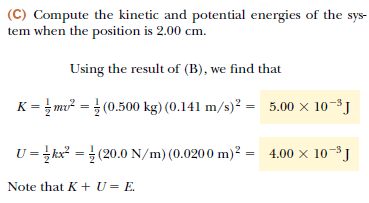 (C) Compute the kinetic and potential energies of the sys-
tem when the position is 2.00 cm.
Using the result of (B), we find that
K = ½mv² = ½(0.500 kg)(0.141 m/s)² = 5.00 × 10⁻³ J
U = ½kx² = ½(20.0 N/m)(0.0200 m)² = 4.00 × 10⁻³ J
Note that K + U = E.